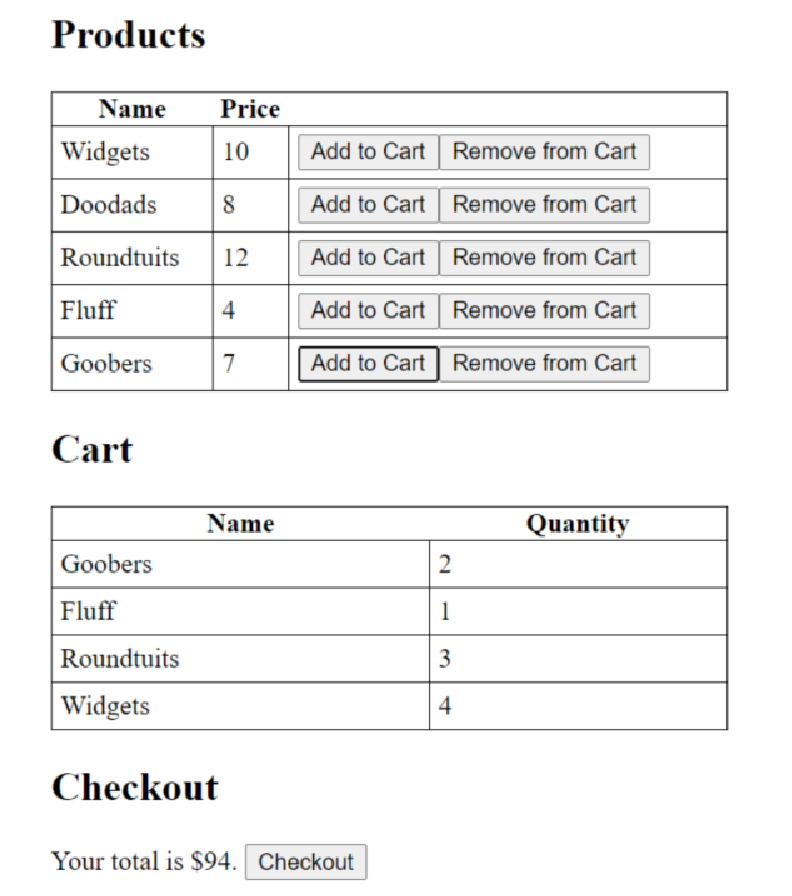 Products
Name Price
Widgets 10 Add to Cart Remove from Cart
Doodads 8 Add to Cart Remove from Cart
Roundtuits 12 Add to Cart Remove from Cart
Fluff 4 Add to Cart Remove from Cart
Goobers 7 Add to Cart Remove from Cart
Cart
Name Quantity
Goobers 2
Fluff 1
Roundtuits 3
Widgets 4
Checkout
Your total is $94. Checkout